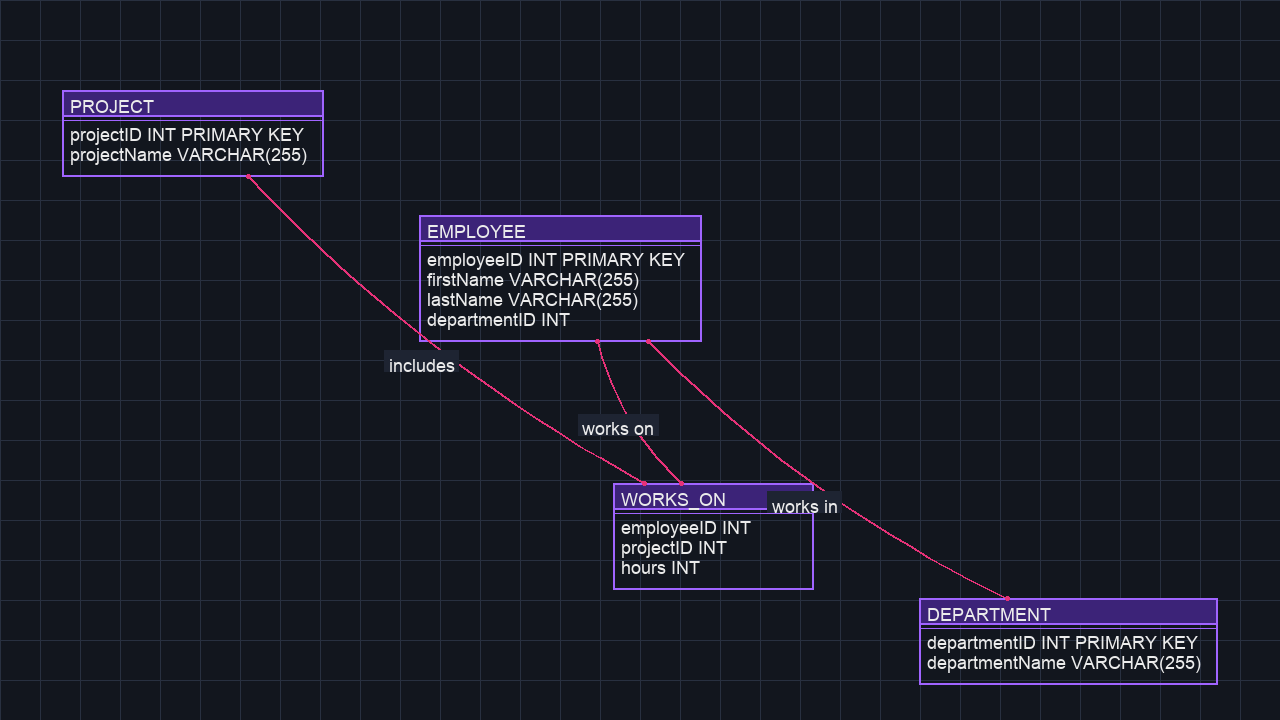 PROJECT
projectID INT PRIMARY KEY
projectName VARCHAR(255)
EMPLOYEE
employeeID INT PRIMARY KEY
firstName VARCHAR(255)
lastName VARCHAR(255)
departmentID INT
includes
works on
WORKS_ON
employeeID INT
projectID INT
hours INT
works in
DEPARTMENT
departmentID INT PRIMARY KEY
departmentName VARCHAR(255)